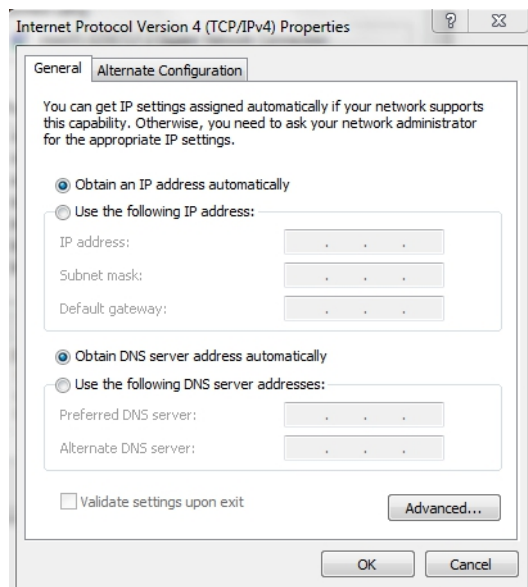 Internet Protocol Version 4 (TCP/IPv4) Properties
General
Alternate Configuration
You can get IP settings assigned automatically if your network supports
this capability. Otherwise, you need to ask your network administrator
for the appropriate IP settings.
Obtain an IP address automatically
Use the following IP address:
IP address:
Subnet mask:
Default gateway:
Obtain DNS server address automatically
Use the following DNS server addresses:
Preferred DNS server:
Alternate DNS server:
Validate settings upon exit
Advanced...
OK
Cancel